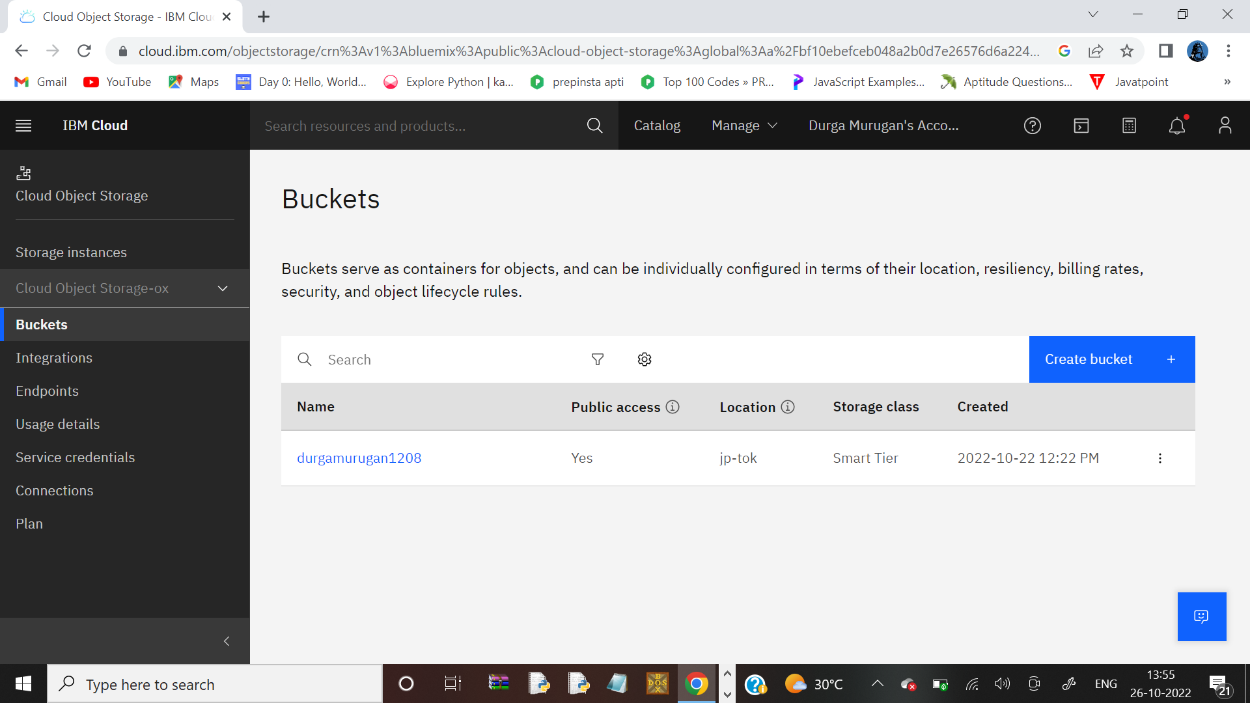 Cloud Object Storage - IBM Clou
cloud.ibm.com/objectstorage/crn%3Av1%3Abluemix%3Apublic%3Acloud-object-storage%3Aglobal%3Aa%2Fbf10ebefceb048a2b0d7e26576d6a224...
Gmail YouTube Maps Day 0: Hello, World... Explore Python | ka... prepinsta apti Top 100 Codes » PR... JavaScript Examples... Aptitude Questions... Javatpoint »
IBM Cloud Search resources and products... Catalog Manage Durga Murugan's Acco...
Cloud Object Storage
Storage instances
Cloud Object Storage-ox
Buckets
Integrations
Endpoints
Usage details
Service credentials
Connections
Plan
Buckets
Buckets serve as containers for objects, and can be individually configured in terms of their location, resiliency, billing rates,
security, and object lifecycle rules.
Search Create bucket +
Name Public access Location Storage class Created
durgamurugan1208 Yes jp-tok Smart Tier 2022-10-22 12:22 PM
Type here to search DOS 30°C ENG 13:55
26-10-2022 21